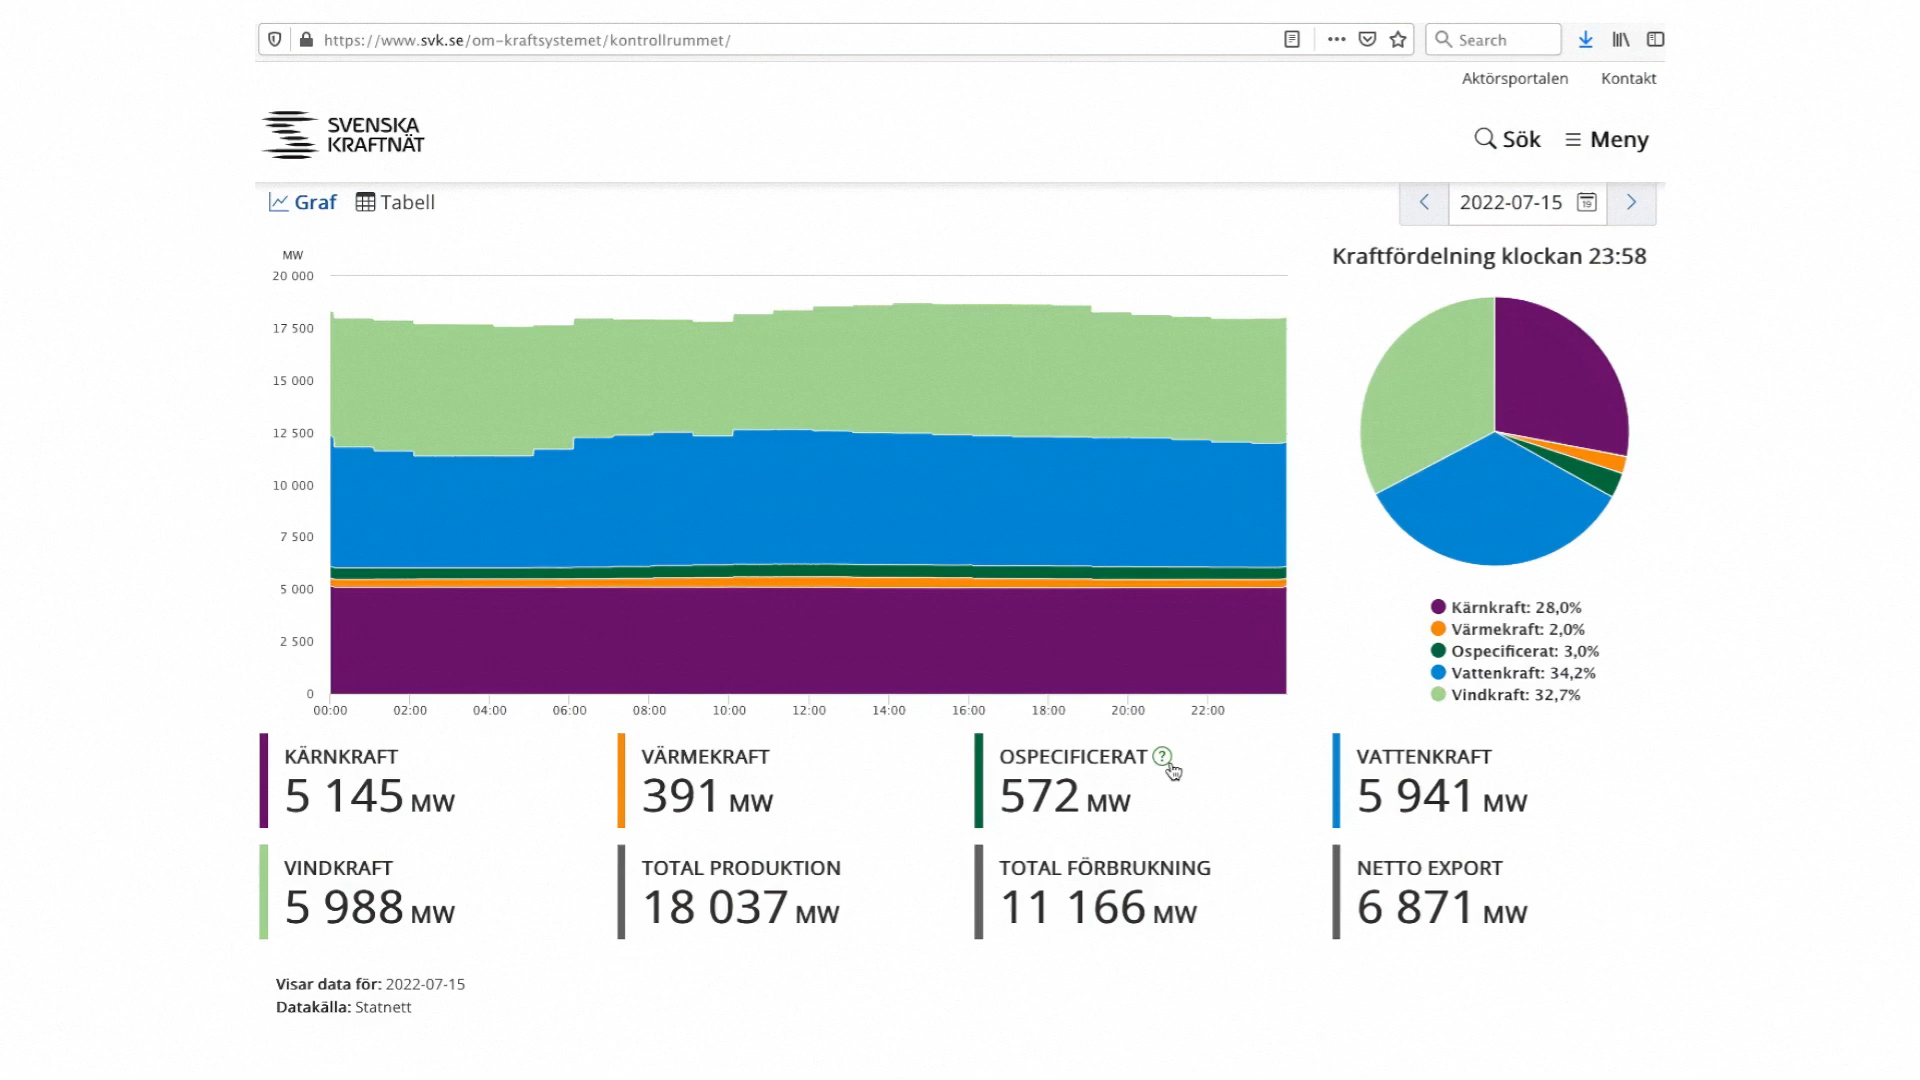 https://www.svk.se/om-kraftsystemet/kontrollrummet/
Search
Aktörsportalen Kontakt
SVENSKA
KRAFTNÄT
Sök Meny
Graf Tabell
2022-07-15
19
Kraftfördelning klockan 23:58
MW
20 000
17 500
15 000
12 500
10 000
7 500
5 000
2 500
0
00:00 02:00 04:00 06:00 08:00 10:00 12:00 14:00 16:00 18:00 20:00 22:00
Kärnkraft: 28,0%
Värmekraft: 2,0%
Ospecificerat: 3,0%
Vattenkraft: 34,2%
Vindkraft: 32,7%
KÄRNKRAFT
5 145 MW
VÄRMEKRAFT
391 MW
OSPECIFICERAT ?
572 MW
VATTENKRAFT
5 941 MW
VINDKRAFT
5 988 MW
TOTAL PRODUKTION
18 037 MW
TOTAL FÖRBRUKNING
11 166 MW
NETTO EXPORT
6 871 MW
Visar data för: 2022-07-15
Datakälla: Statnett